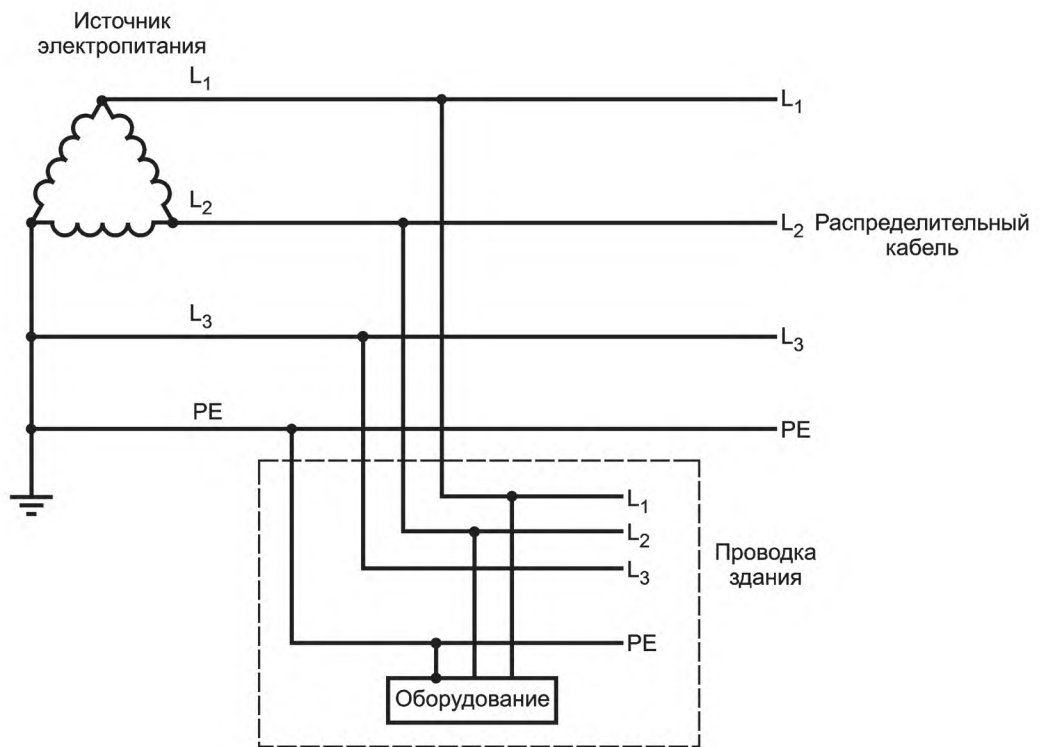 Источник
электропитания
L1
L1
L2
L2
Распределительный
кабель
L3
L3
PE
PE
L1
L2
L3
Проводка
здания
PE
Оборудование